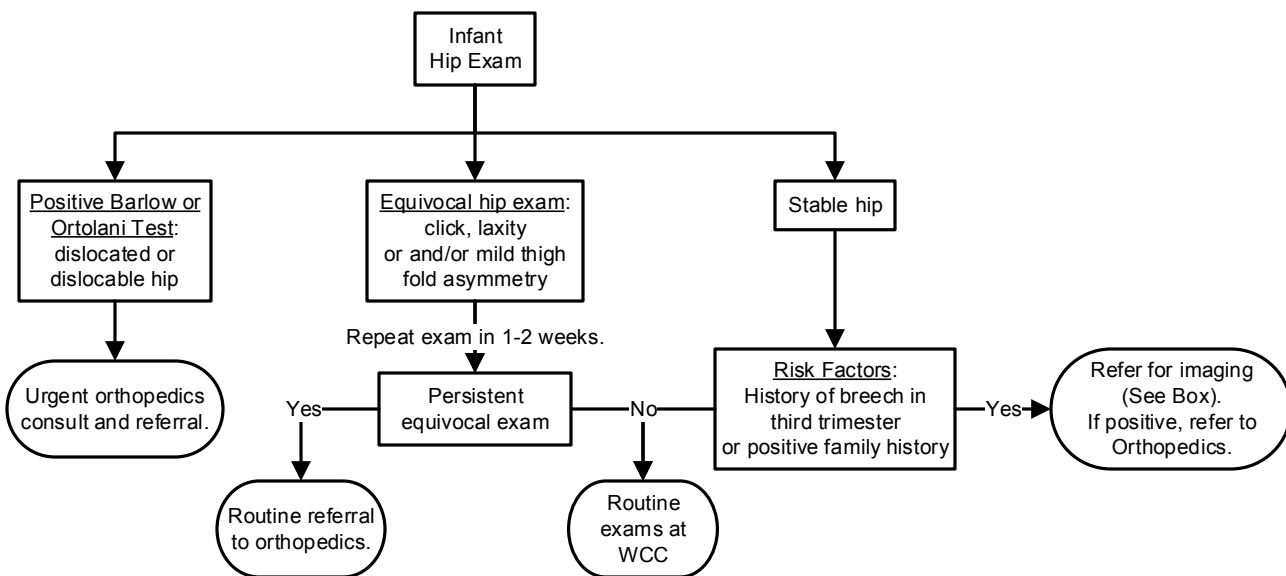 Infant
Hip Exam
Positive Barlow or
Ortolani Test:
dislocated or
dislocable hip
Equivocal hip exam:
click, laxity
or and/or mild thigh
fold asymmetry
Stable hip
Repeat exam in 1-2 weeks.
Urgent orthopedics
consult and referral.
Yes
Persistent
equivocal exam
No
Risk Factors:
History of breech in
third trimester
or positive family history
Yes
Refer for imaging
(See Box).
If positive, refer to
Orthopedics.
Routine referral
to orthopedics.
Routine
exams at
WCC